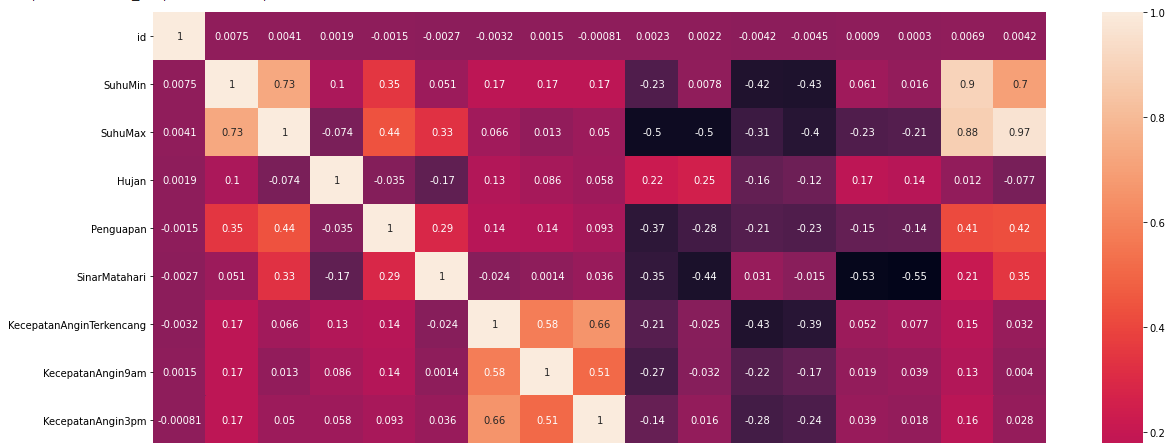 id 1 0.0075 0.0041 0.0019 -0.0015 -0.0027 -0.0032 0.0015 -0.00081 0.0023 0.0022 -0.0042 -0.0045 0.0009 0.0003 0.0069 0.0042
SuhuMin 0.0075 1 0.73 0.1 0.35 0.051 0.17 0.17 0.17 -0.23 0.0078 -0.42 -0.43 0.061 0.016 0.9 0.7
SuhuMax 0.0041 0.73 1 -0.074 0.44 0.33 0.066 0.013 0.05 -0.5 -0.5 -0.31 -0.4 -0.23 -0.21 0.88 0.97
Hujan 0.0019 0.1 -0.074 1 -0.035 -0.17 0.13 0.086 0.058 0.22 0.25 -0.16 -0.12 0.17 0.14 0.012 -0.077
Penguapan -0.0015 0.35 0.44 -0.035 1 0.29 0.14 0.14 0.093 -0.37 -0.28 -0.21 -0.23 -0.15 -0.14 0.41 0.42
SinarMatahari -0.0027 0.051 0.33 -0.17 0.29 1 -0.024 0.0014 0.036 -0.35 -0.44 0.031 -0.015 -0.53 -0.55 0.21 0.35
KecepatanAnginTerkencang -0.0032 0.17 0.066 0.13 0.14 -0.024 1 0.58 0.66 -0.21 -0.025 -0.43 -0.39 0.052 0.077 0.15 0.032
KecepatanAngin9am 0.0015 0.17 0.013 0.086 0.14 0.0014 0.58 1 0.51 -0.27 -0.032 -0.22 -0.17 0.019 0.039 0.13 0.004
KecepatanAngin3pm -0.00081 0.17 0.05 0.058 0.093 0.036 0.66 0.51 1 -0.14 0.016 -0.28 -0.24 0.039 0.018 0.16 0.028
1.0
0.8
0.6
0.4
0.2